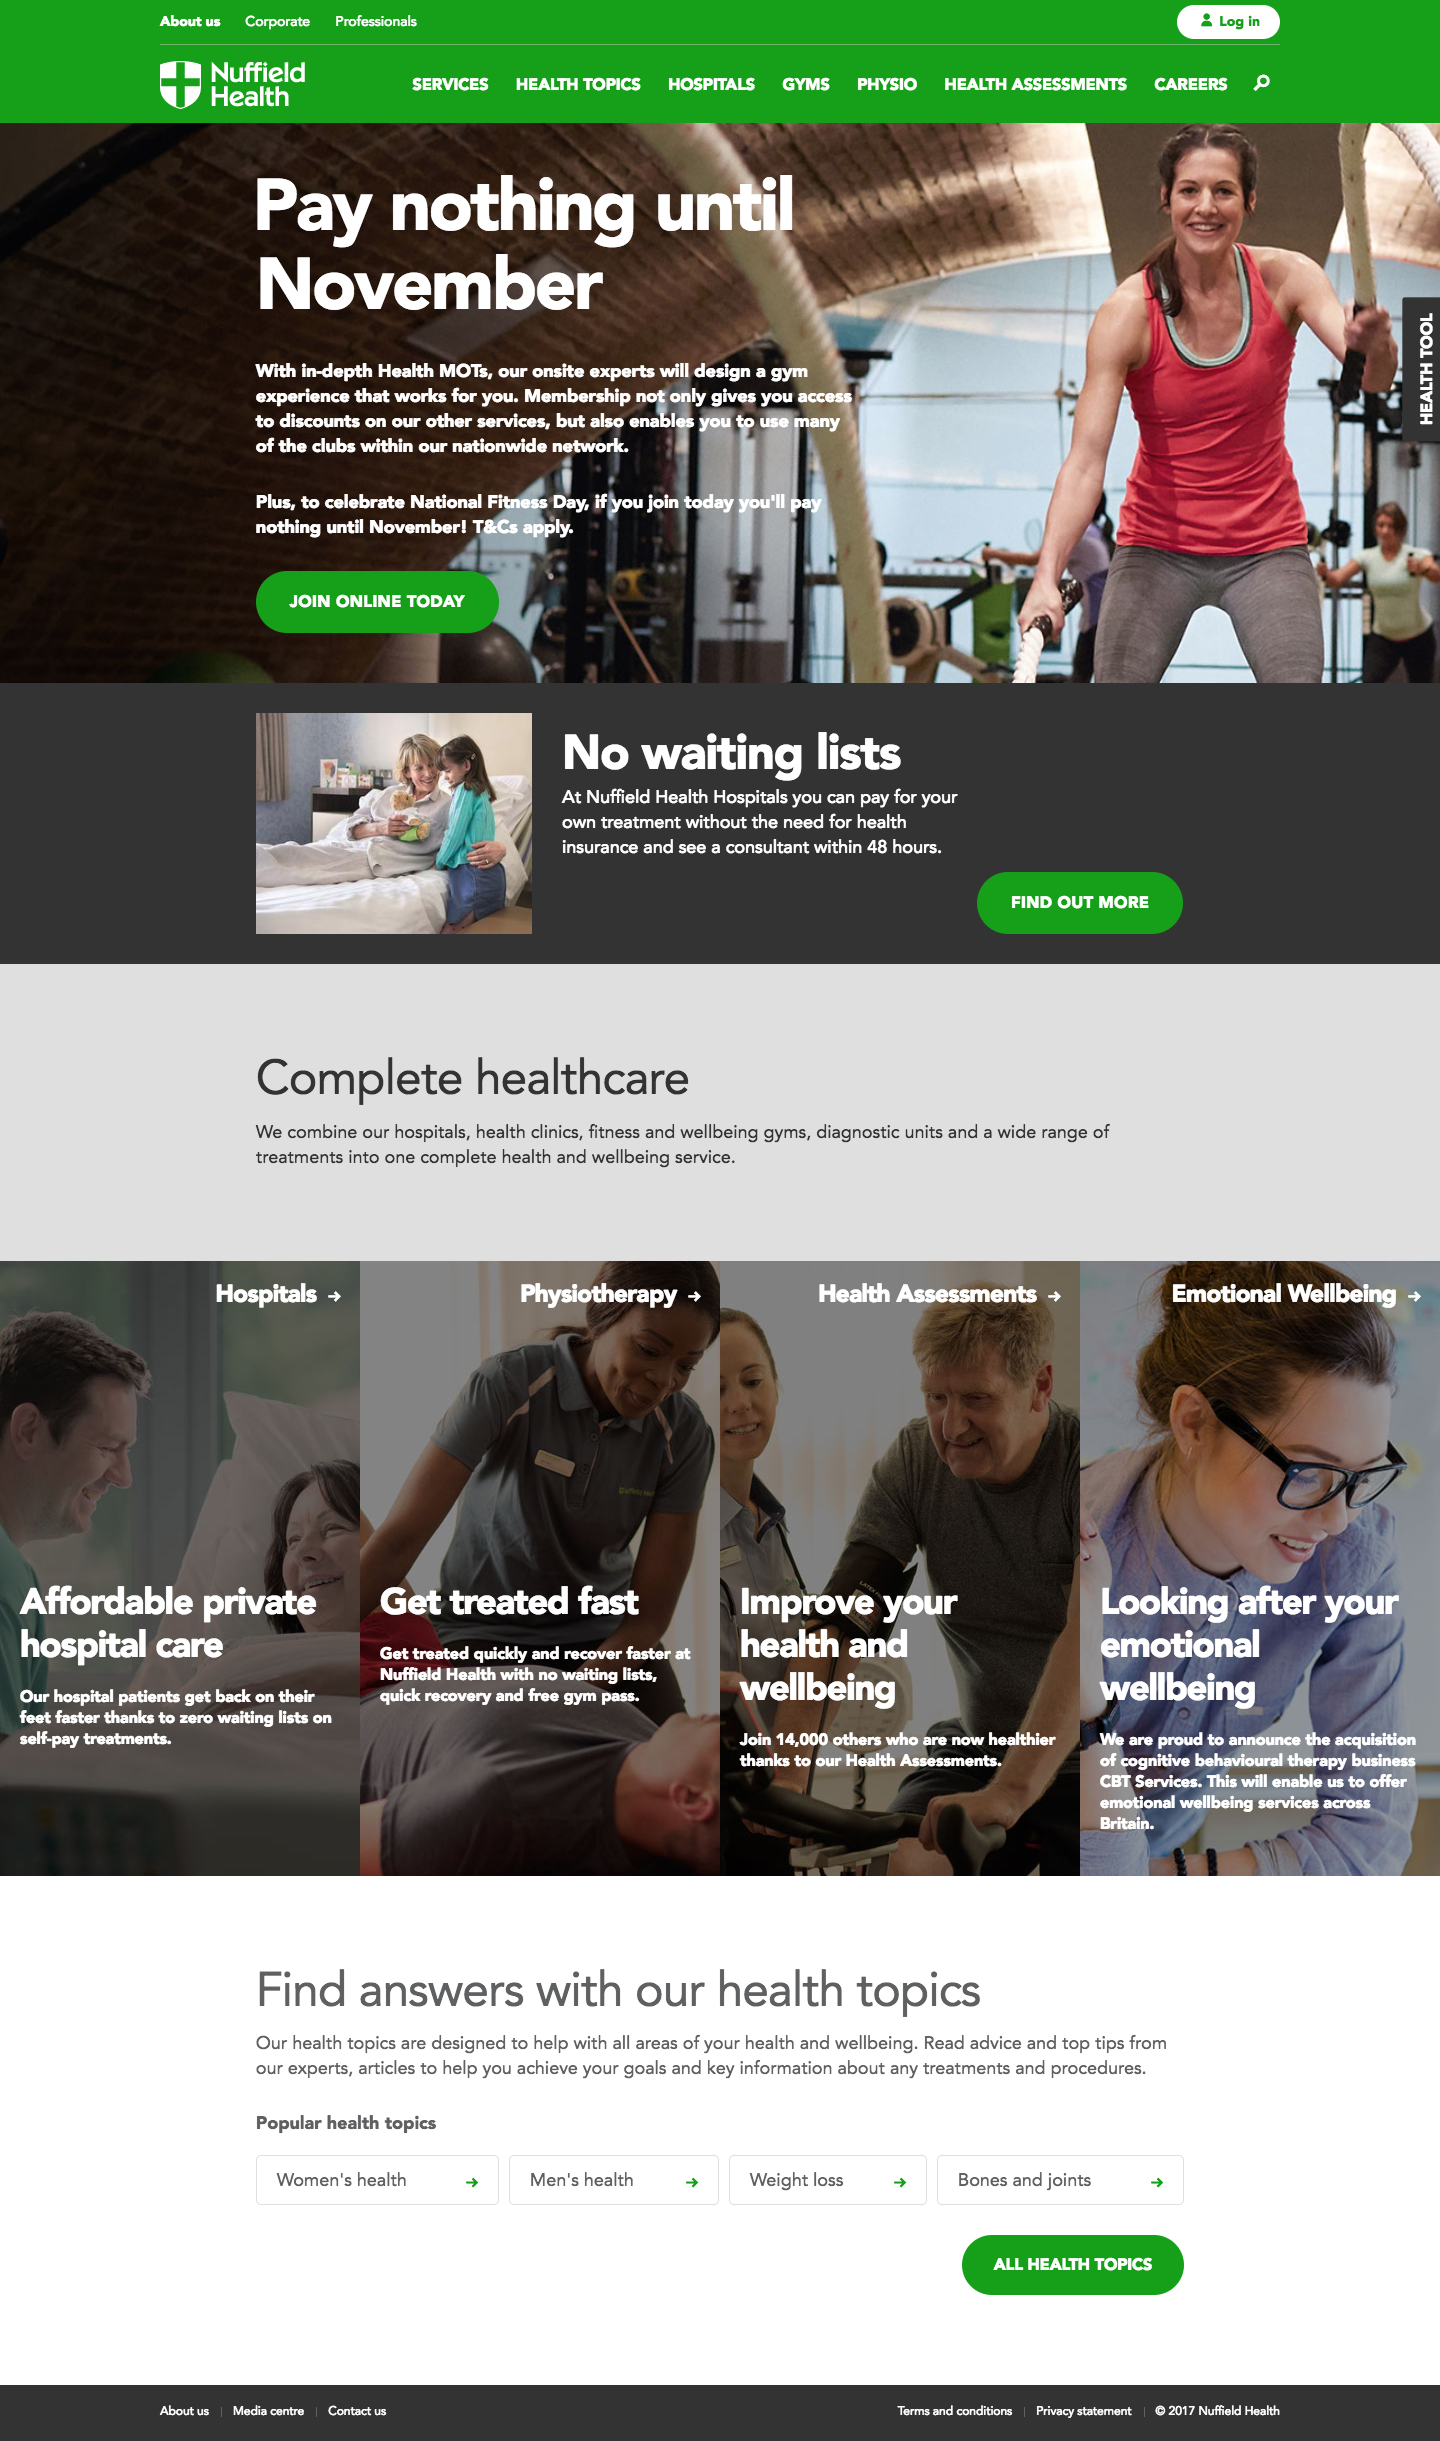 About us
Corporate
Professionals
Log in
Nuffield
Health
SERVICES
HEALTH TOPICS
HOSPITALS
GYMS
PHYSIO
HEALTH ASSESSMENTS
CAREERS
Pay nothing until
November
With in-depth Health MOTs, our onsite experts will design a gym
experience that works for you. Membership not only gives you access
to discounts on our other services, but also enables you to use many
of the clubs within our nationwide network.
Plus, to celebrate National Fitness Day, if you join today you'll pay
nothing until November! T&Cs apply.
JOIN ONLINE TODAY
HEALTH TOOL
No waiting lists
At Nuffield Health Hospitals you can pay for your
own treatment without the need for health
insurance and see a consultant within 48 hours.
FIND OUT MORE
Complete healthcare
We combine our hospitals, health clinics, fitness and wellbeing gyms, diagnostic units and a wide range of
treatments into one complete health and wellbeing service.
Hospitals
Affordable private
hospital care
Our hospital patients get back on their
feet faster thanks to zero waiting lists on
self-pay treatments.
Physiotherapy
Get treated fast
Get treated quickly and recover faster at
Nuffield Health with no waiting lists,
quick recovery and free gym pass.
Health Assessments
Improve your
health and
wellbeing
Join 14,000 others who are now healthier
thanks to our Health Assessments.
Emotional Wellbeing
Looking after your
emotional
wellbeing
We are proud to announce the acquisition
of cognitive behavioural therapy business
CBT Services. This will enable us to offer
emotional wellbeing services across
Britain.
Find answers with our health topics
Our health topics are designed to help with all areas of your health and wellbeing. Read advice and top tips from
our experts, articles to help you achieve your goals and key information about any treatments and procedures.
Popular health topics
Women's health
Men's health
Weight loss
Bones and joints
ALL HEALTH TOPICS
About us
Media centre
Contact us
Terms and conditions
Privacy statement
© 2017 Nuffield Health